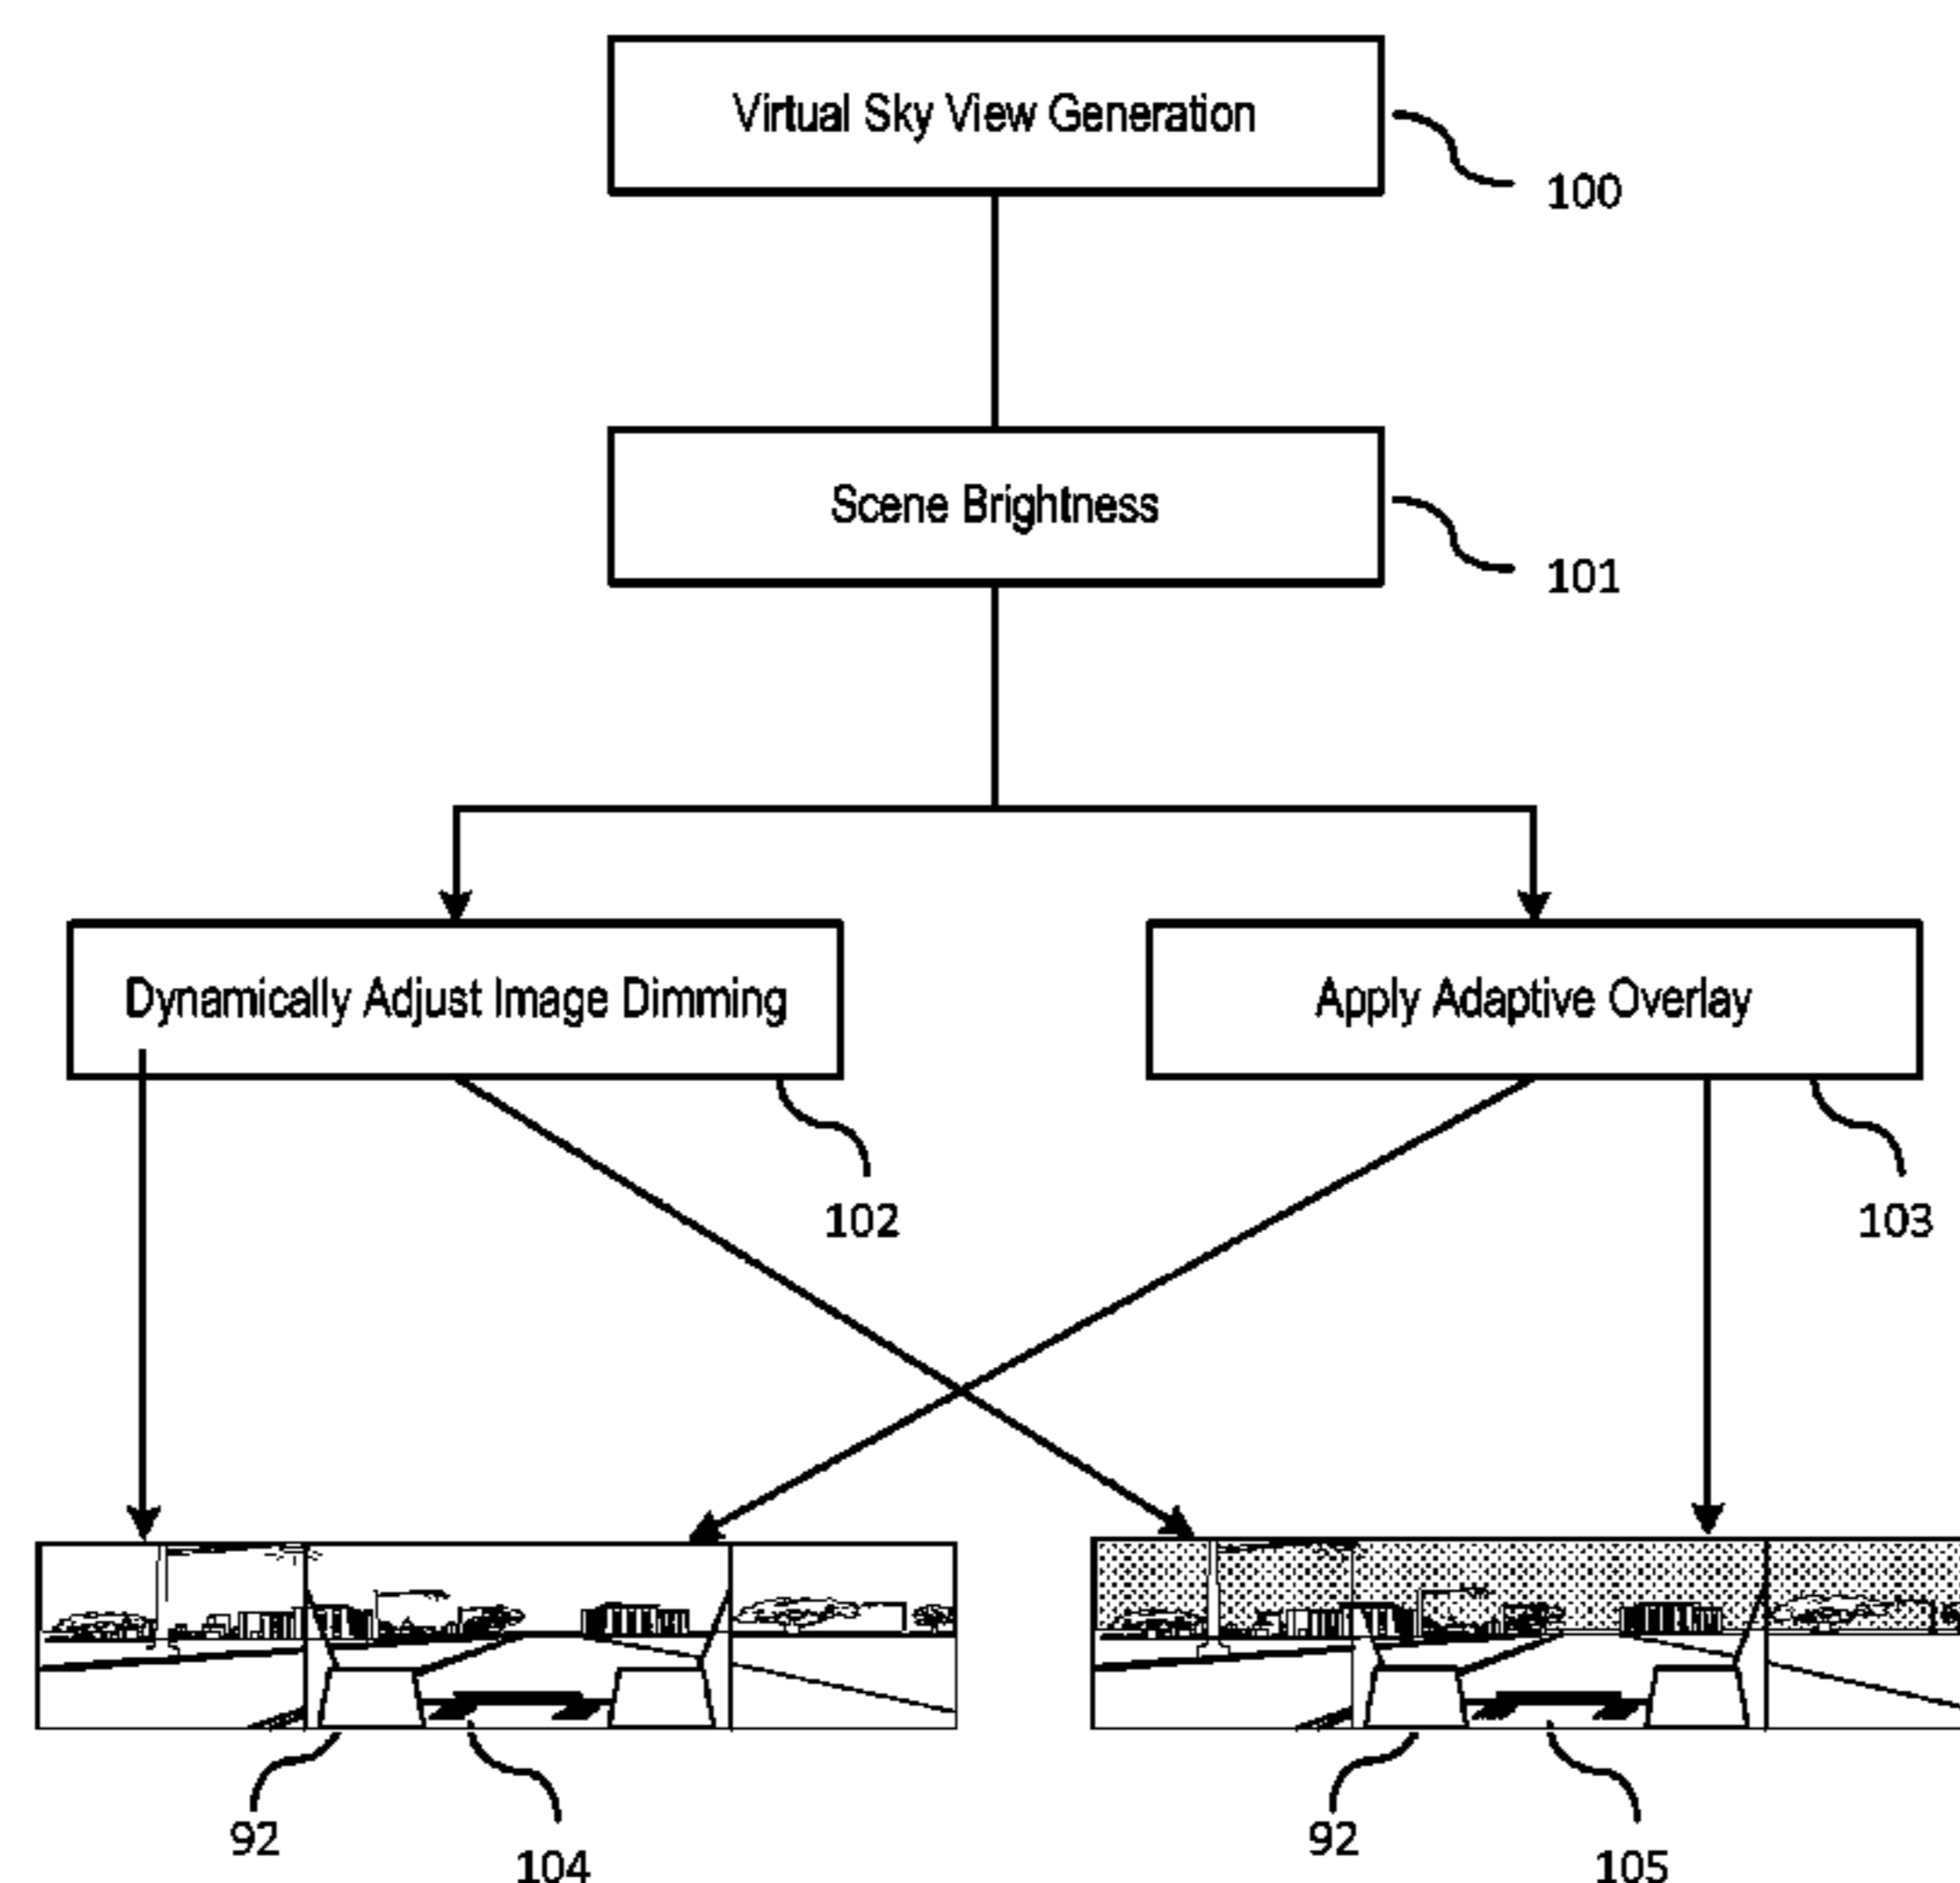 Virtual Sky View Generation
100
Scene Brightness
101
Dynamically Adjust Image Dimming
Apply Adaptive Overlay
102
103
92
104
92
105